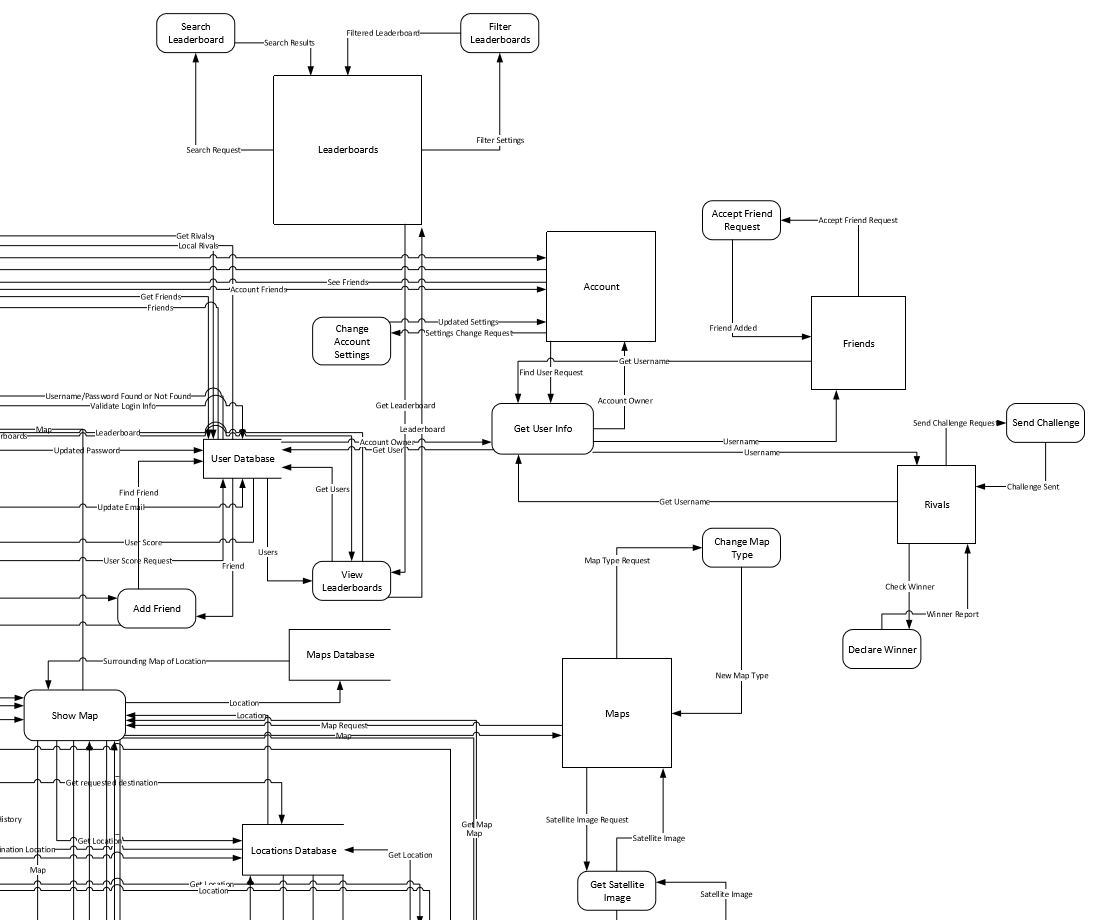 Search
Leaderboard
Search Results
Filtered Leaderboard
Filter
Leaderboards
Leaderboards
Search Request
Filter Settings
Accept Friend
Request
Accept Friend Request
Get Rivals
Local Rivals
Account
See Friends
Account Friends
Get Friends
Friends
Change
Account
Settings
Updated Settings
Settings Change Request
Friend Added
Friends
Get Username
Find User Request
Account Owner
Username/Password Found or Not Found
Validate Login Info
Get Leaderboard
Get User Info
Send Challenge Request
Send Challenge
Map
rboards
Leaderboard
Leaderboard
Account Owner
Get User
Username
Username
Updated Password
User Database
Challenge Sent
Find Friend
Get Users
Get Username
Rivals
Update Email
User Score
Users
User Score Request
Friend
View
Leaderboards
Change Map
Type
Map Type Request
Check Winner
Add Friend
Winner Report
Declare Winner
Maps Database
Surrounding Map of Location
New Map Type
Location
Show Map
Location
Map Request
Map
Maps
Get requested destination
istory
Get Location
ination Location
Locations Database
Get Location
Get Map
Map
Satellite Image Request
Satellite Image
Map
Get Location
Location
Get Satellite
Image
Satellite Image